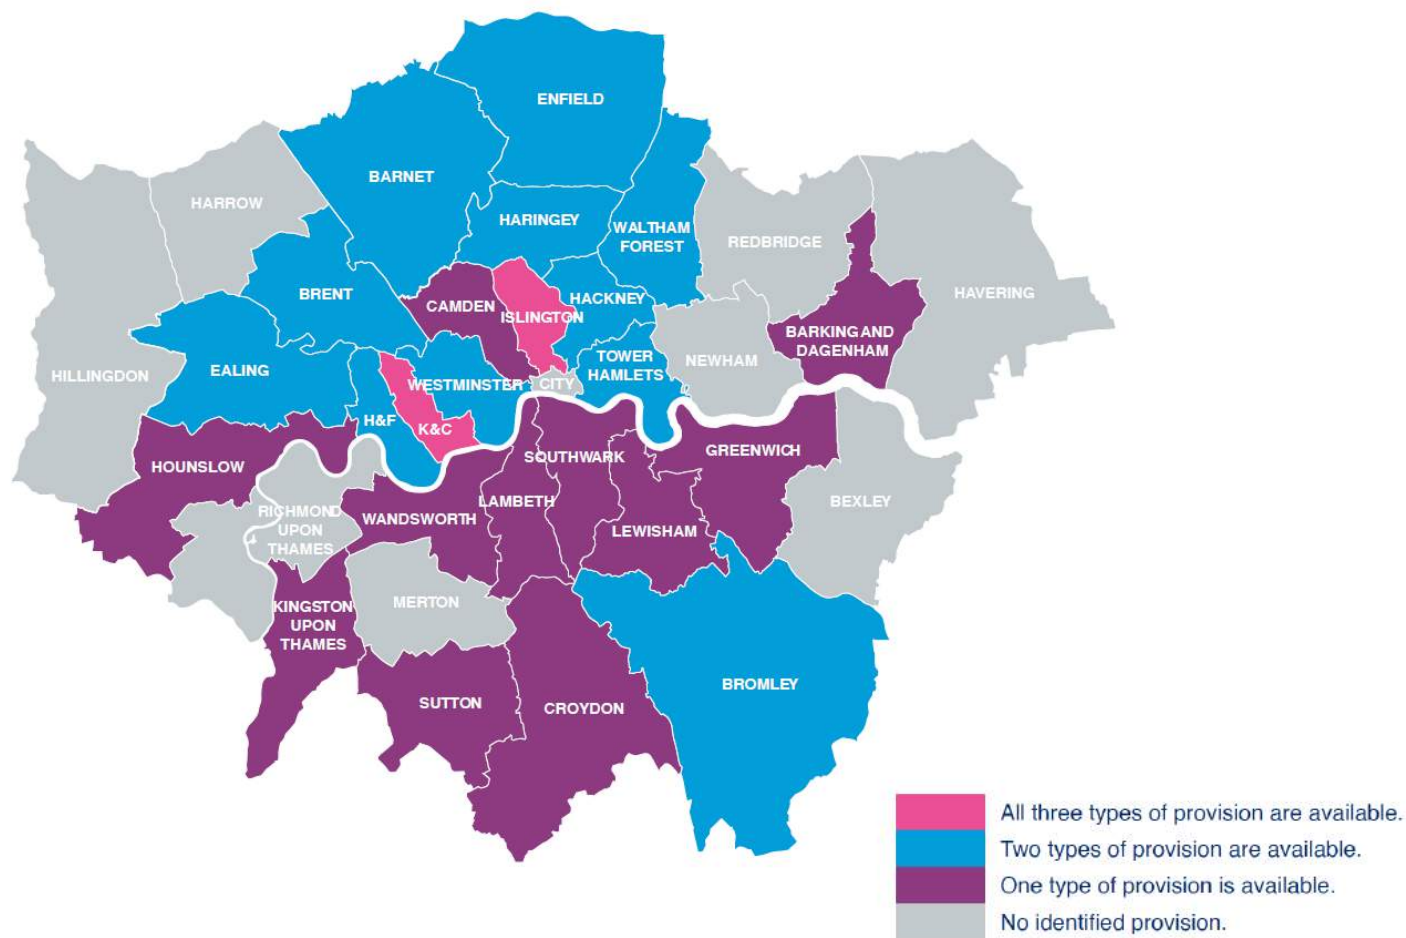 ENFIELD
BARNET
HARROW
HARINGEY
WALTHAM
FOREST
REDBRIDGE
HAVERING
BRENT
CAMDEN
ISLINGTON
HACKNEY
BARKING AND
DAGENHAM
HILLINGDON
EALING
WESTMINSTER
CITY
TOWER
HAMLETS
NEWHAM
H&F
K&C
HOUNSLOW
SOUTHWARK
GREENWICH
RICHMOND
UPON
THAMES
WANDSWORTH
LAMBETH
LEWISHAM
BEXLEY
KINGSTON
UPON
THAMES
MERTON
SUTTON
CROYDON
BROMLEY
All three types of provision are available.
Two types of provision are available.
One type of provision is available.
No identified provision.